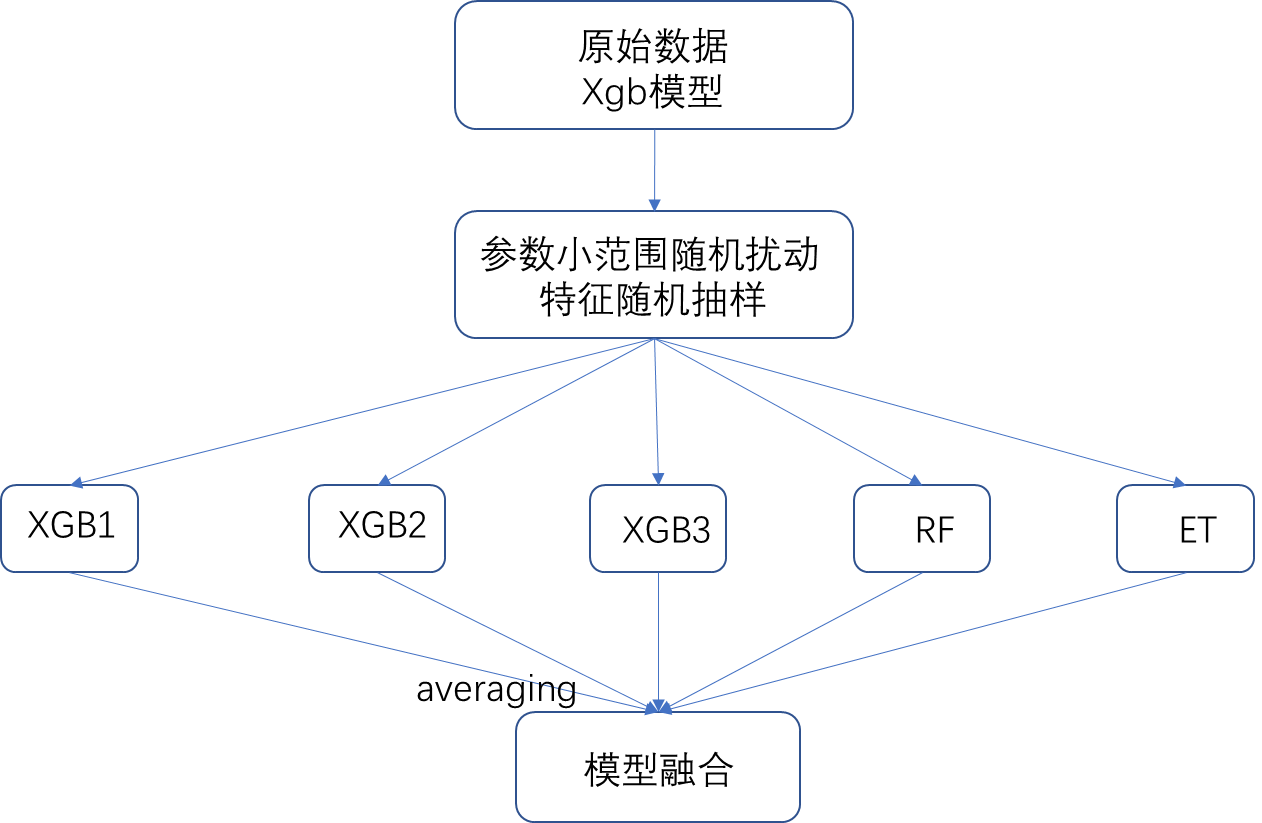 原始数据
Xgb模型
参数小范围随机扰动
特征随机抽样
XGB1
XGB2
XGB3
RF
ET
averaging
模型融合